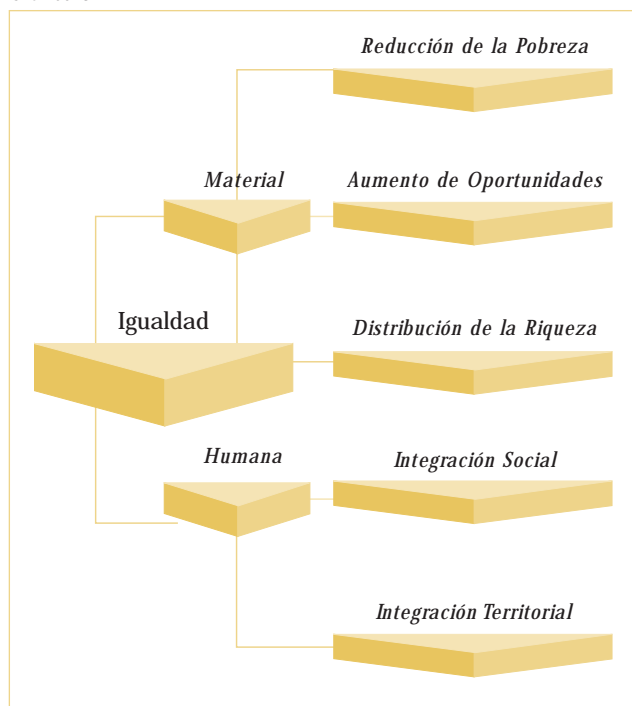 Reducción de la Pobreza
Material
Aumento de Oportunidades
Igualdad
Distribución de la Riqueza
Humana
Integración Social
Integración Territorial